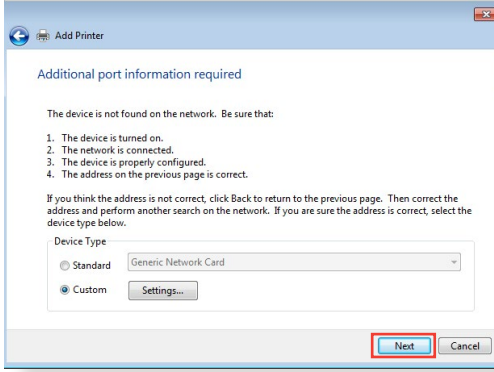 Add Printer
Additional port information required
The device is not found on the network. Be sure that:
1. The device is turned on.
2. The network is connected.
3. The device is properly configured.
4. The address on the previous page is correct.
If you think the address is not correct, click Back to return to the previous page. Then correct the
address and perform another search on the network. If you are sure the address is correct, select the
device type below.
Device Type
Standard
Generic Network Card
Custom
Settings...
Next
Cancel